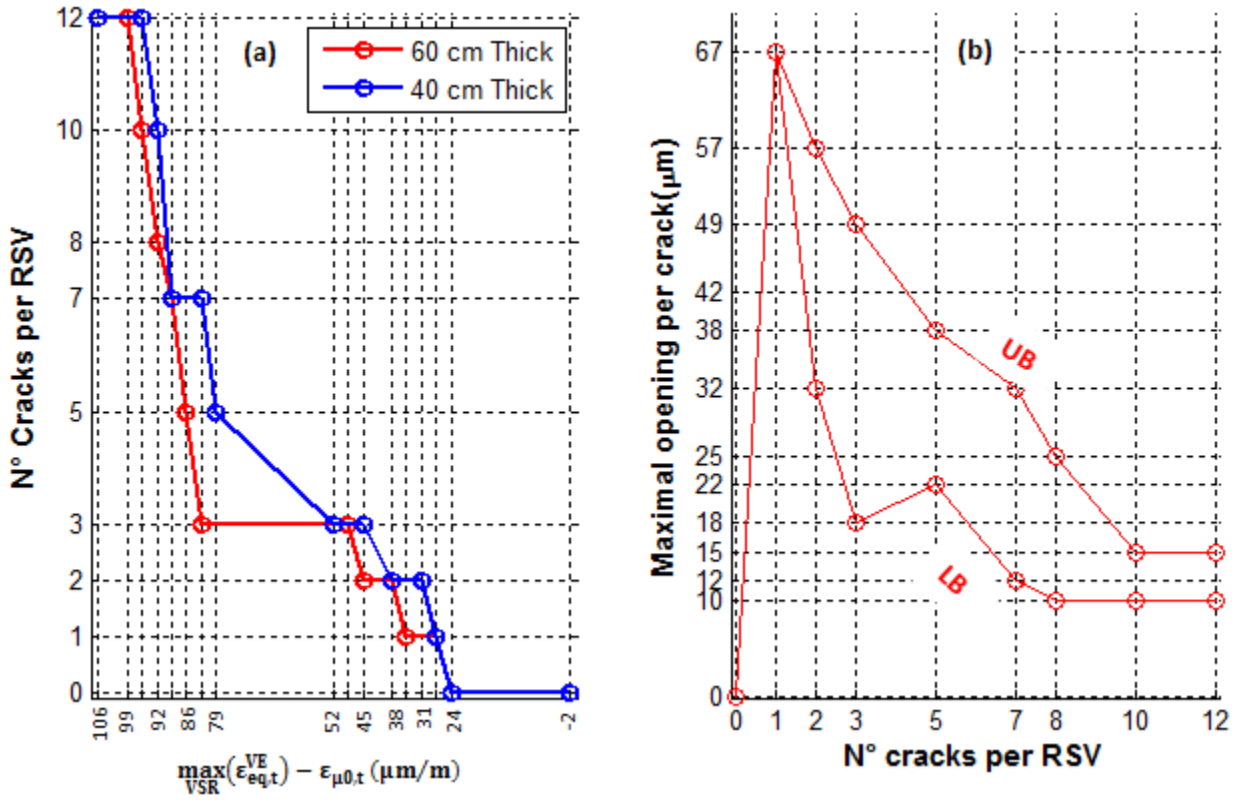 (a)
60 cm Thick
40 cm Thick
N° Cracks per RSV
12
10
8
7
5
3
2
1
0
106 99 92 86 79 52 45 38 31 24 -2
max(ε^VE_eq,t) − ε_μ0,t (μm/m)
VSR
(b)
UB
LB
Maximal opening per crack(μm)
67
57
49
42
38
32
25
22
18
15
12
10
0
0 1 2 3 5 7 8 10 12
N° cracks per RSV